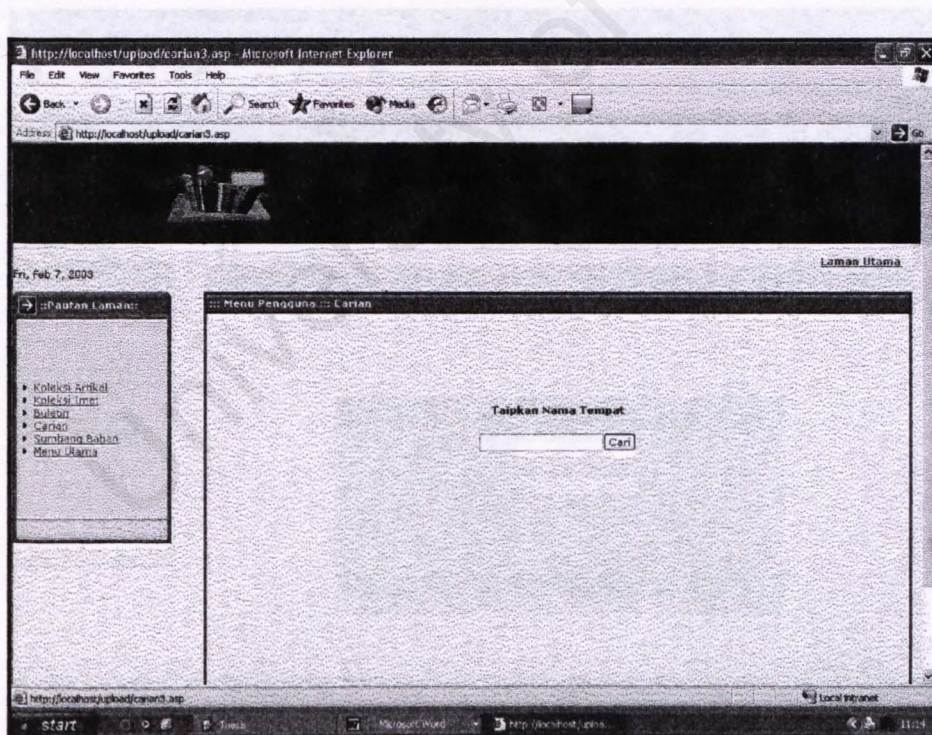 http://localhost/upload/carian3.asp - Microsoft Internet Explorer
File Edit View Favorites Tools Help
Back Search Favorites Media
Address http://localhost/upload/carian3.asp Go
Laman Utama
Fri, Feb 7, 2003
::Pautan Laman::
::: Menu Pengguna ::: Carian
Koleksi Artikel
Koleksi Imej
Buletin
Carian
Sumbang Bahan
Menu Utama
Taipkan Nama Tempat
Cari
http://localhost/upload/carian3.asp Local intranet
start Microsoft Word 11:14